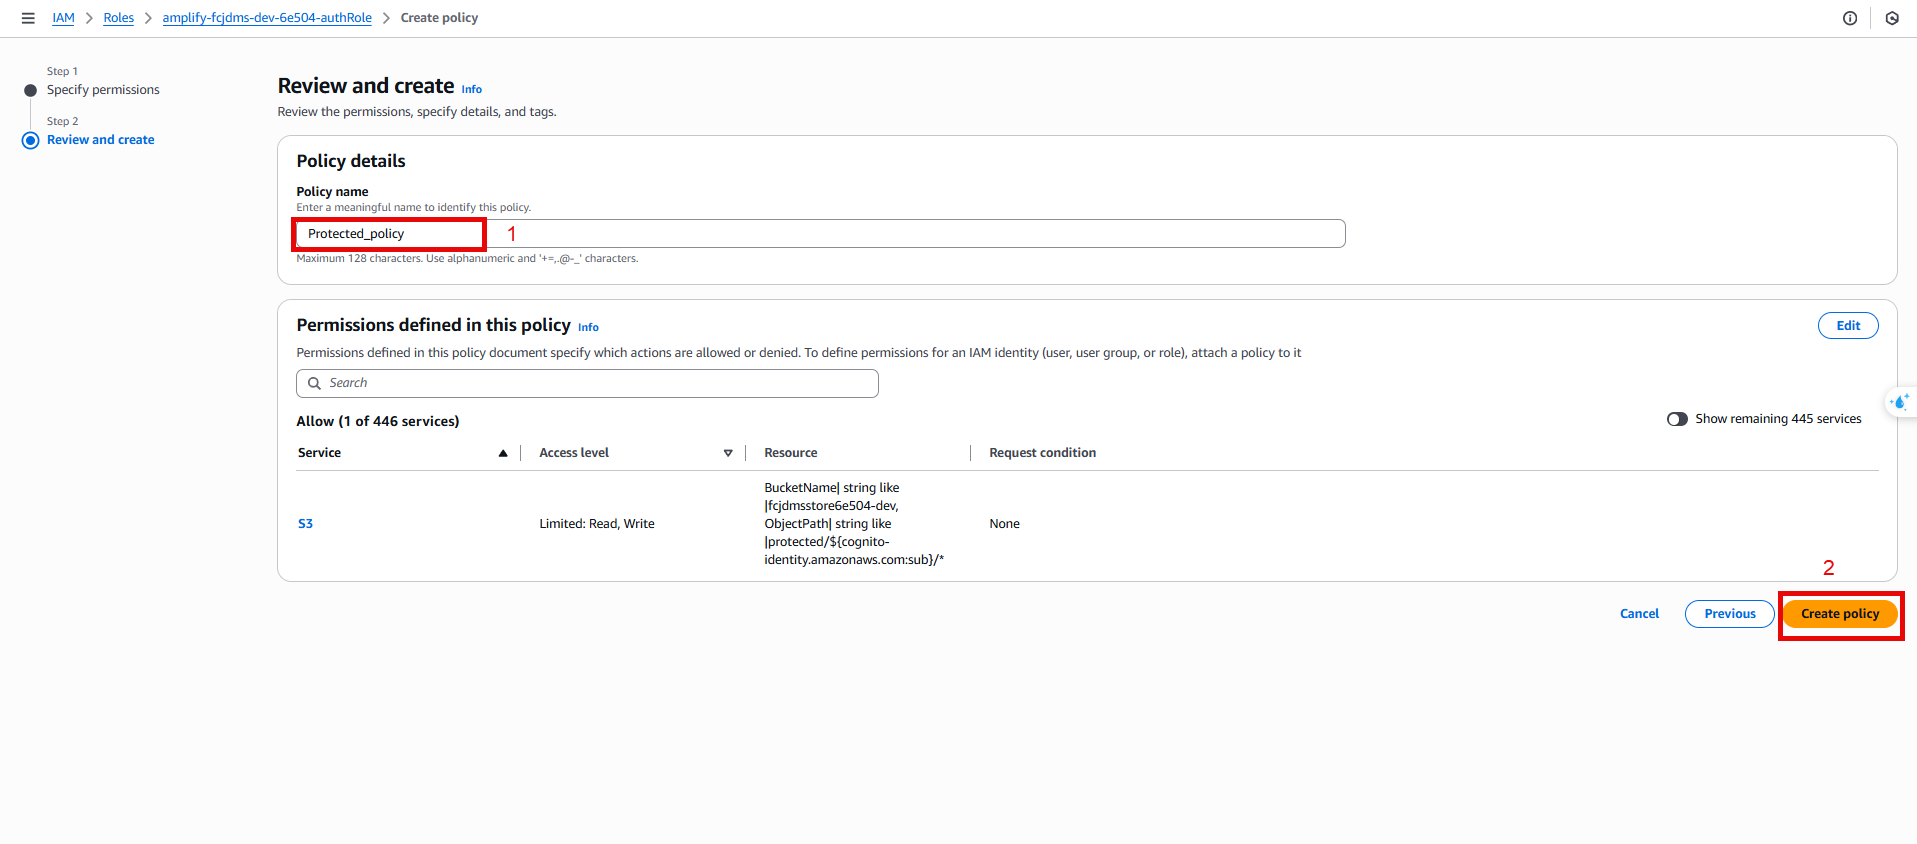 IAM > Roles > amplify-fcjdms-dev-6e504-authRole > Create policy
Step 1
Specify permissions
Step 2
Review and create
Review and create Info
Review the permissions, specify details, and tags.
Policy details
Policy name
Enter a meaningful name to identify this policy.
Protected_policy 1
Maximum 128 characters. Use alphanumeric and '+=,.@-_' characters.
Permissions defined in this policy Info
Edit
Permissions defined in this policy document specify which actions are allowed or denied. To define permissions for an IAM identity (user, user group, or role), attach a policy to it
Search
Allow (1 of 446 services)
Show remaining 445 services
Service Access level Resource Request condition
BucketName| string like
|fcjdmsstore6e504-dev,
S3 Limited: Read, Write ObjectPath| string like None
|protected/${cognito-
identity.amazonaws.com:sub}/*
2
Cancel Previous Create policy